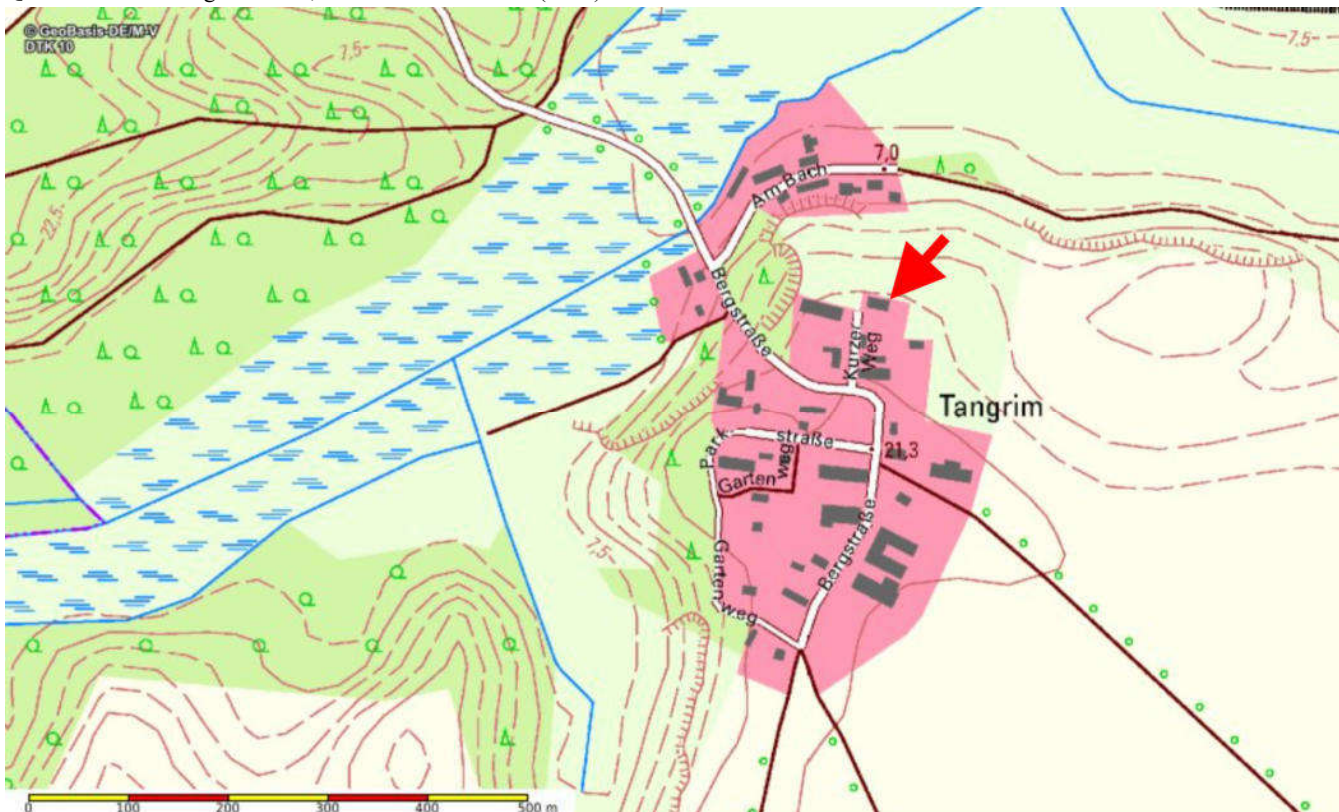 © GeoBasis-DE/M-V
DTK 10
7,5
7,5
22,5
7,0
Am Bach
Bergstraße
Kurzer
Weg
Tangrim
Park
straße
21,3
Garten
weg
7,5
Bergstraße
Garten
weg
0 100 200 300 400 500 m